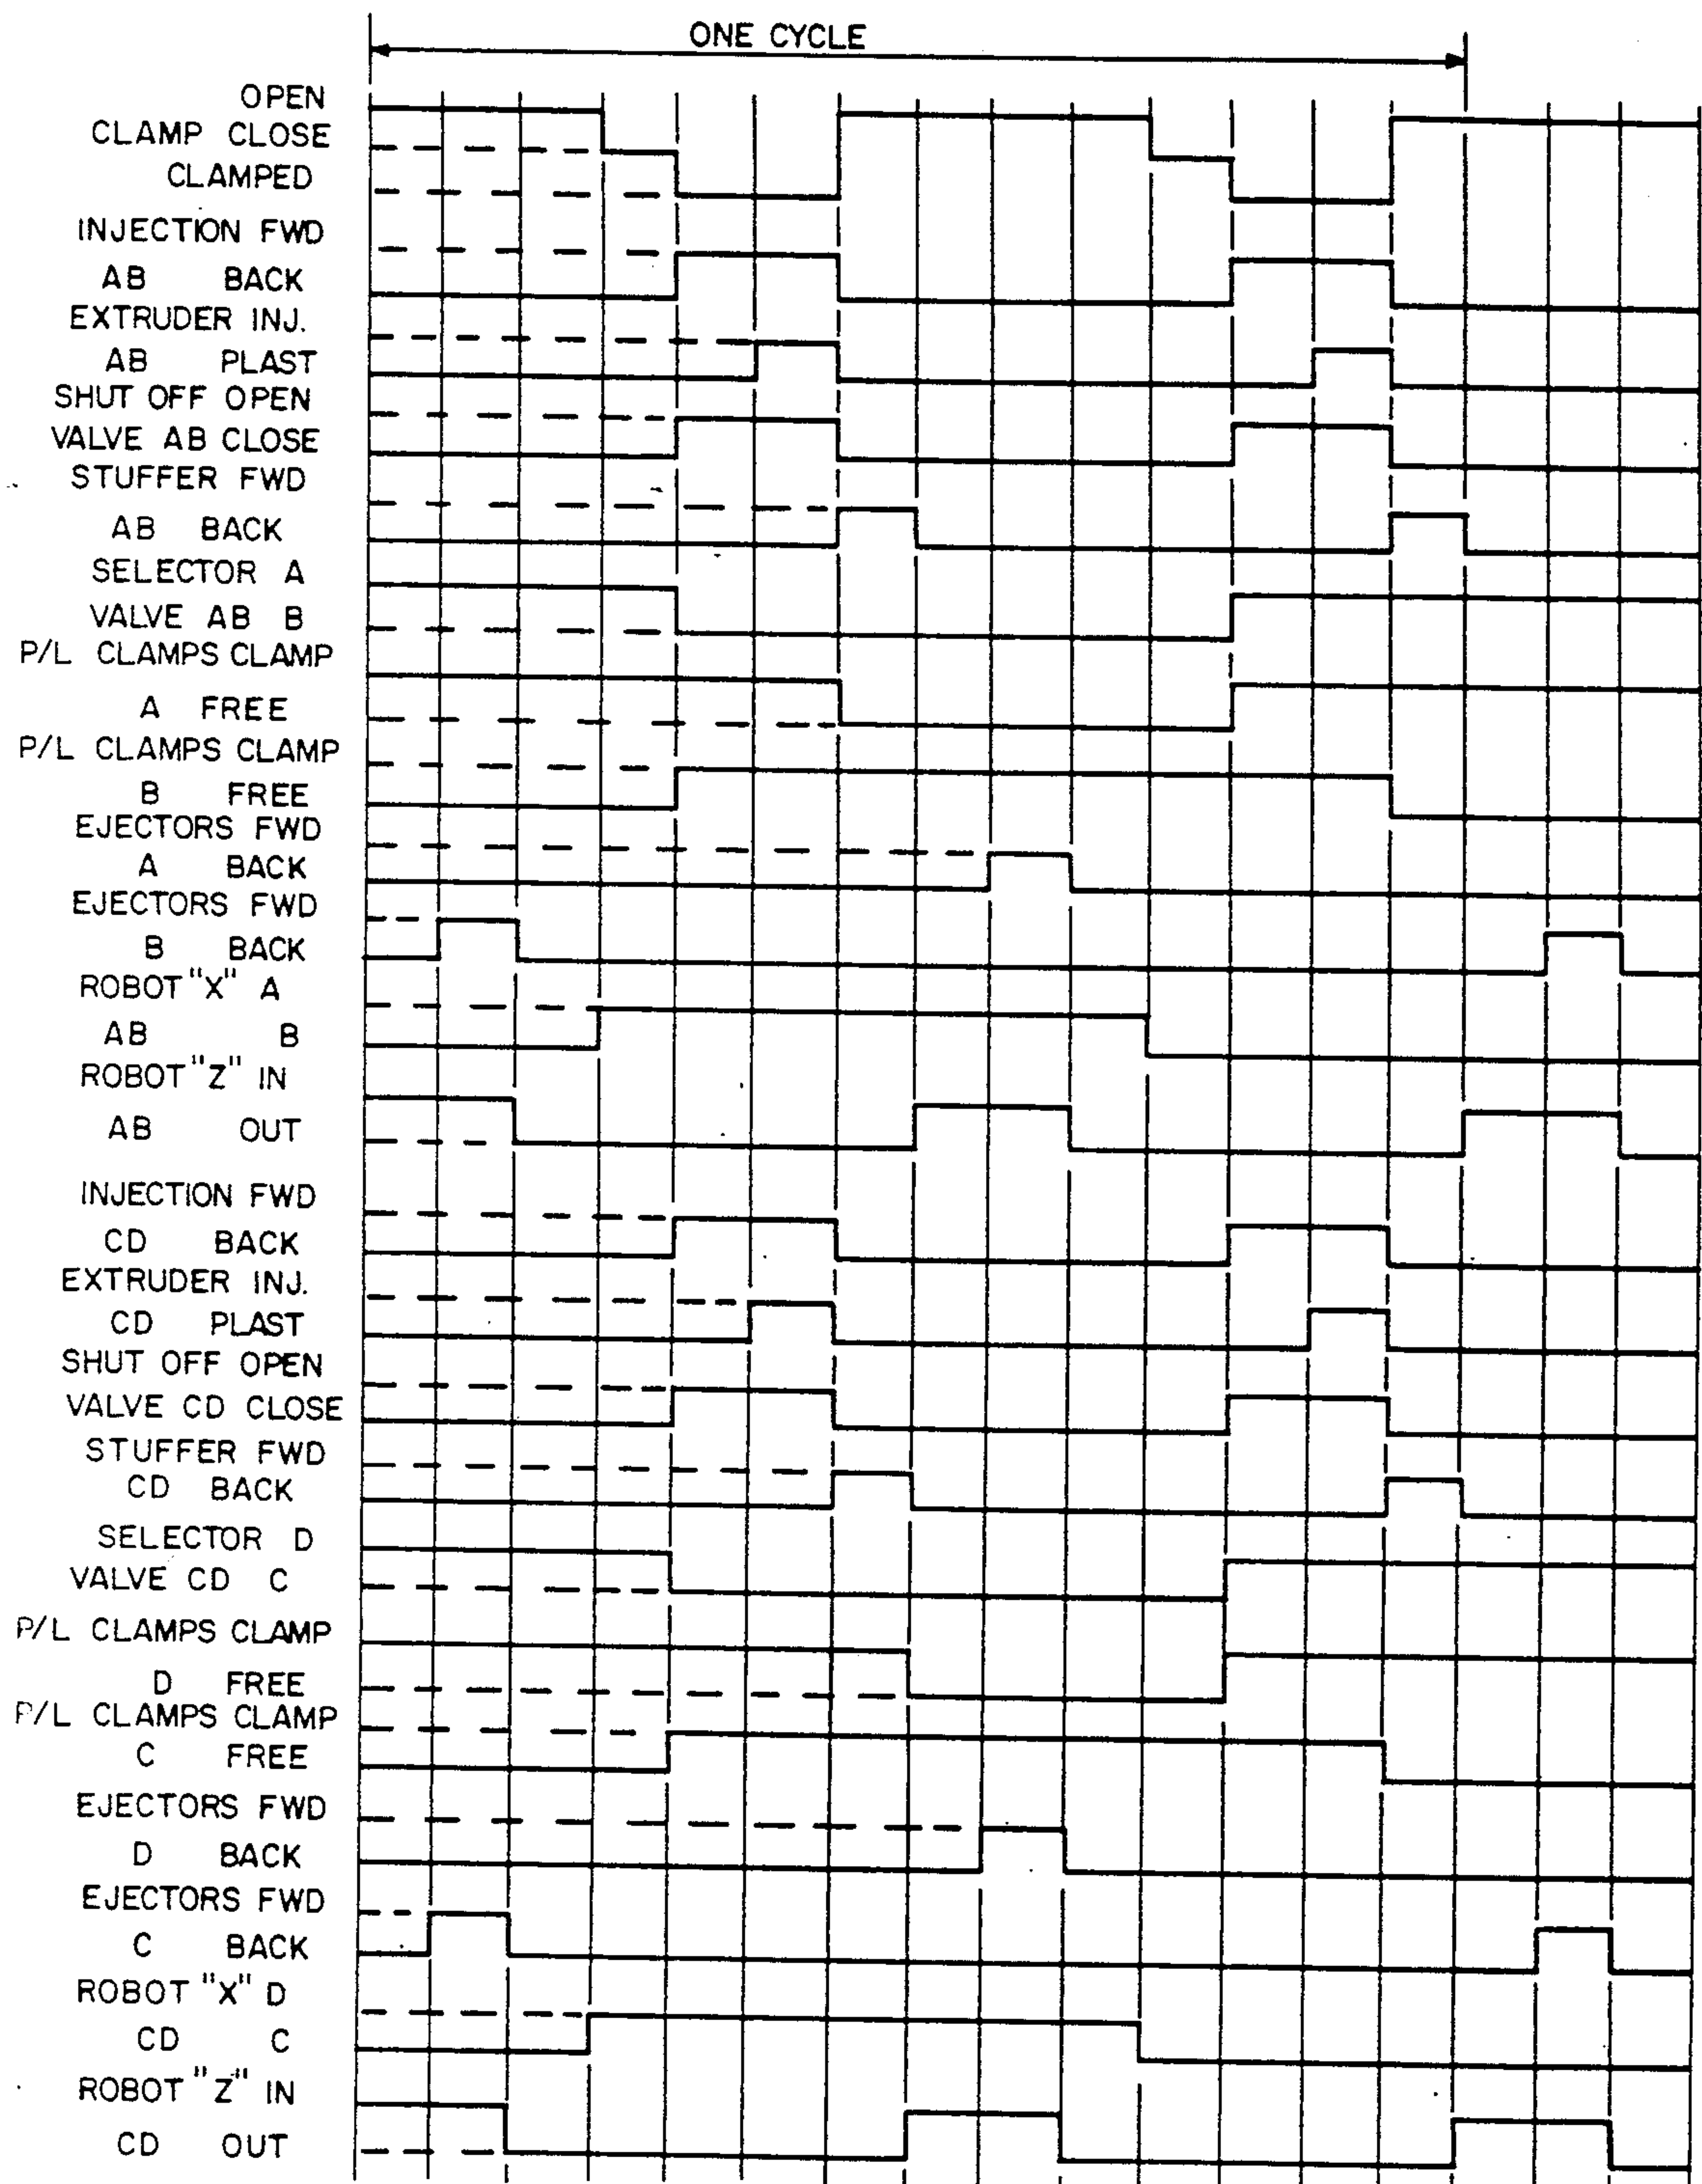 ONE CYCLE
OPEN
CLAMP CLOSE
CLAMPED
INJECTION FWD
AB BACK
EXTRUDER INJ.
AB PLAST
SHUT OFF OPEN
VALVE AB CLOSE
STUFFER FWD
AB BACK
SELECTOR A
VALVE AB B
P/L CLAMPS CLAMP
A FREE
P/L CLAMPS CLAMP
B FREE
EJECTORS FWD
A BACK
EJECTORS FWD
B BACK
ROBOT "X" A
AB B
ROBOT "Z" IN
AB OUT
INJECTION FWD
CD BACK
EXTRUDER INJ.
CD PLAST
SHUT OFF OPEN
VALVE CD CLOSE
STUFFER FWD
CD BACK
SELECTOR D
VALVE CD C
P/L CLAMPS CLAMP
D FREE
P/L CLAMPS CLAMP
C FREE
EJECTORS FWD
D BACK
EJECTORS FWD
C BACK
ROBOT "X" D
CD C
ROBOT "Z" IN
CD OUT